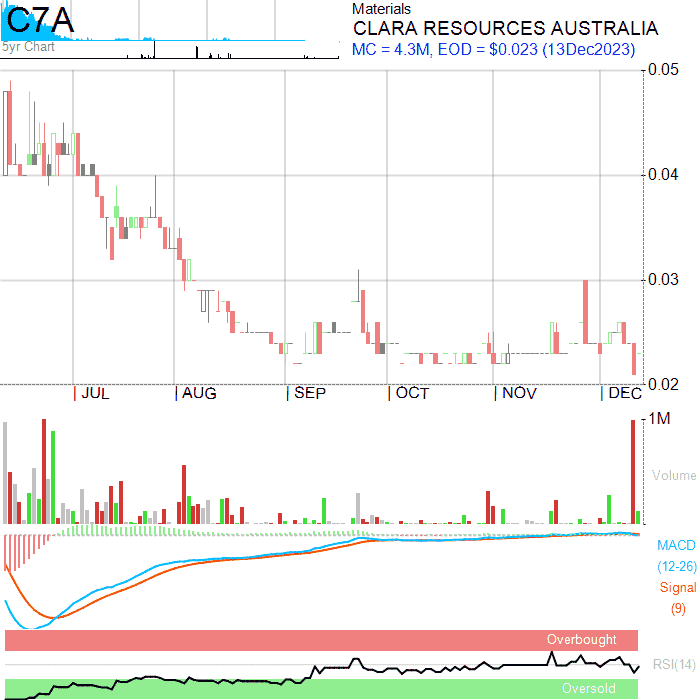 C7A
5yr Chart
Materials
CLARA RESOURCES AUSTRALIA
MC = 4.3M, EOD = $0.023 (13Dec2023)
0.05
0.04
0.03
0.02
JUL
AUG
SEP
OCT
NOV
DEC
1M
Volume
MACD
(12-26)
Signal
(9)
Overbought
RSI(14)
Oversold